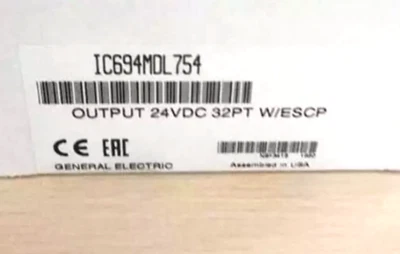 IC694MDL754
OUTPUT 24VDC 32PT W/ESCP
CE EAC
GENERAL ELECTRIC
Assembled in USA